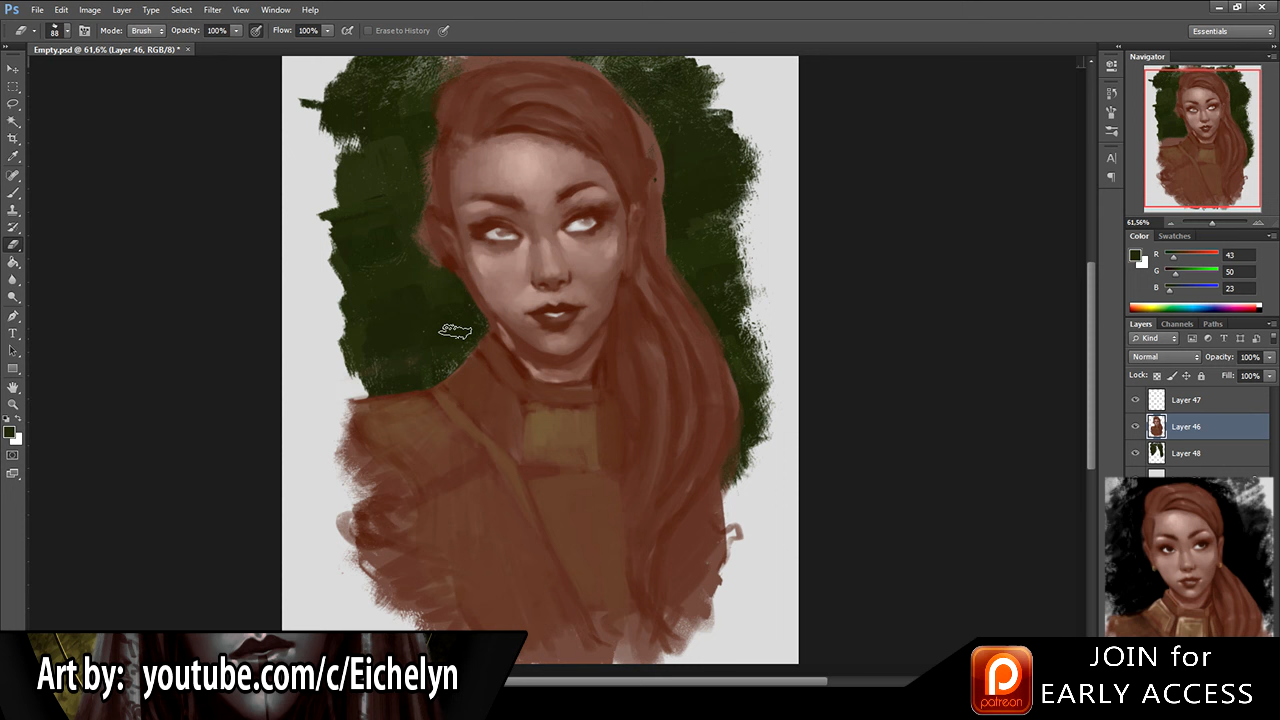 Ps File Edit Image Layer Type Select Filter View Window Help
88 Mode: Brush Opacity: 100% Flow: 100% Erase to History Essentials
Empty.psd @ 61,6% (Layer 46, RGB/8) * ×
Navigator
61,56%
Color Swatches
R 43
G 50
B 23
Layers Channels Paths
Kind
Normal Opacity: 100%
Lock: Fill: 100%
Layer 47
Layer 46
Layer 48
Art by: youtube.com/c/Eichelyn
patreon
JOIN for
EARLY ACCESS